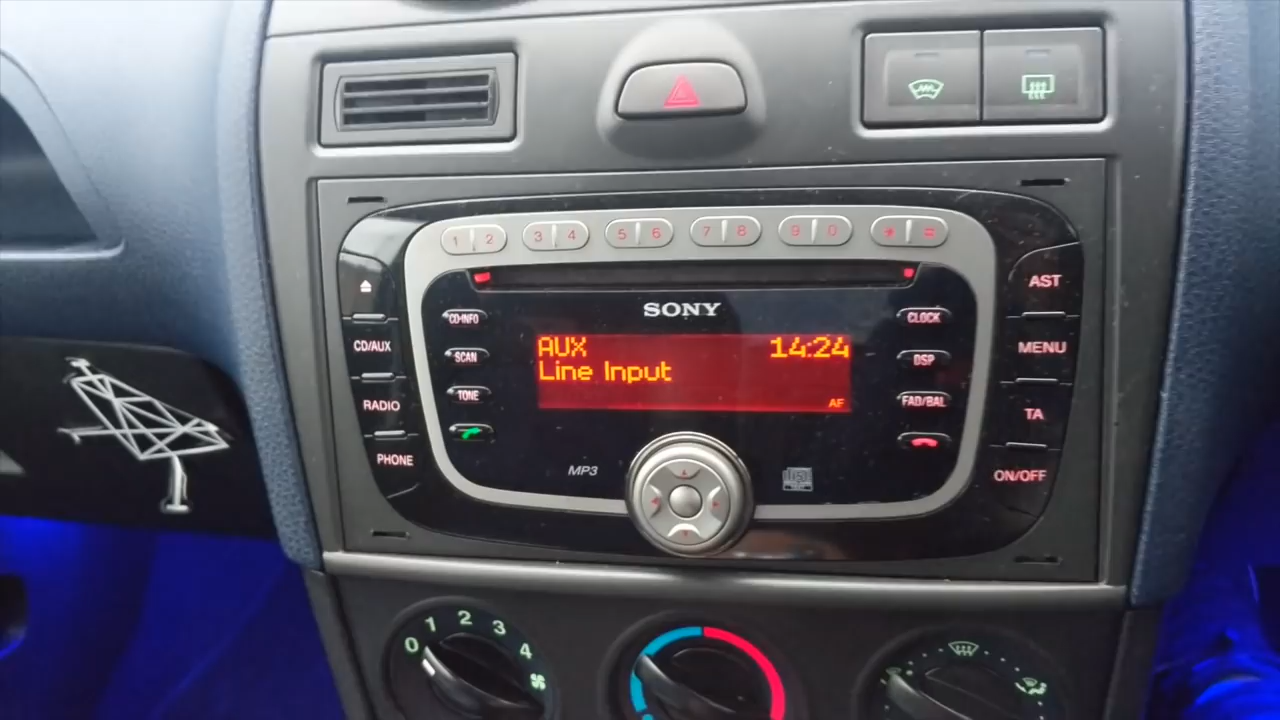 1 2 3 4 5 6 7 8 9 0 * #
SONY
CD-INFO
SCAN
TONE
CLOCK
DSP
FAD/BAL
CD/AUX
RADIO
PHONE
AST
MENU
TA
ON/OFF
AUX 14:24
Line Input
AF
MP3
0 1 2 3 4